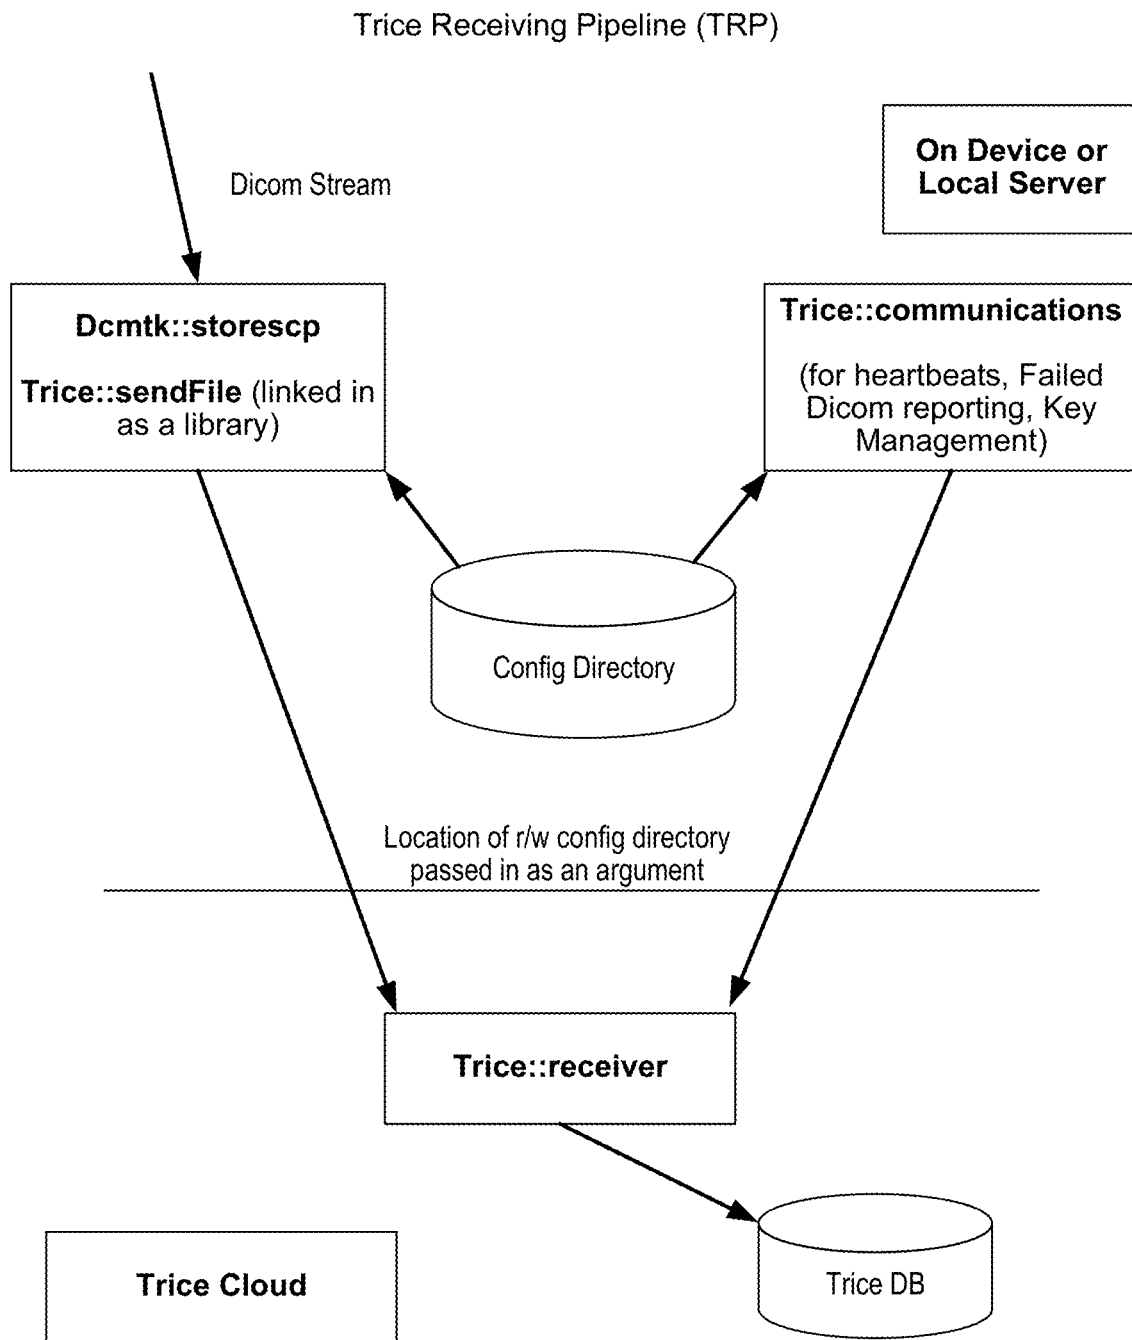 Trice Receiving Pipeline (TRP)
Dicom Stream
On Device or
Local Server
Dcmtk::storescp
Trice::sendFile (linked in
as a library)
Trice::communications
(for heartbeats, Failed
Dicom reporting, Key
Management)
Config Directory
Location of r/w config directory
passed in as an argument
Trice::receiver
Trice Cloud
Trice DB